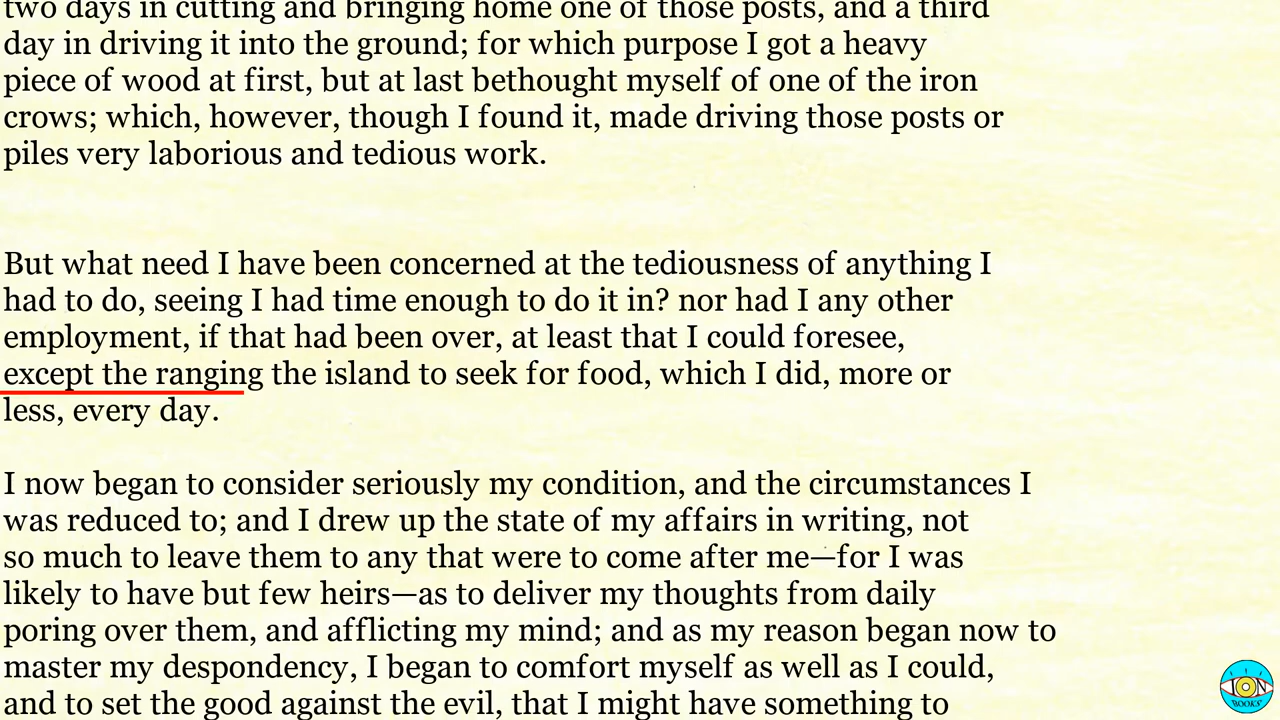 two days in cutting and bringing home one of those posts, and a third
day in driving it into the ground; for which purpose I got a heavy
piece of wood at first, but at last bethought myself of one of the iron
crows; which, however, though I found it, made driving those posts or
piles very laborious and tedious work.
But what need I have been concerned at the tediousness of anything I
had to do, seeing I had time enough to do it in? nor had I any other
employment, if that had been over, at least that I could foresee,
except the ranging the island to seek for food, which I did, more or
less, every day.
I now began to consider seriously my condition, and the circumstances I
was reduced to; and I drew up the state of my affairs in writing, not
so much to leave them to any that were to come after me—for I was
likely to have but few heirs—as to deliver my thoughts from daily
poring over them, and afflicting my mind; and as my reason began now to
master my despondency, I began to comfort myself as well as I could,
and to set the good against the evil, that I might have something to
ION
BOOKS